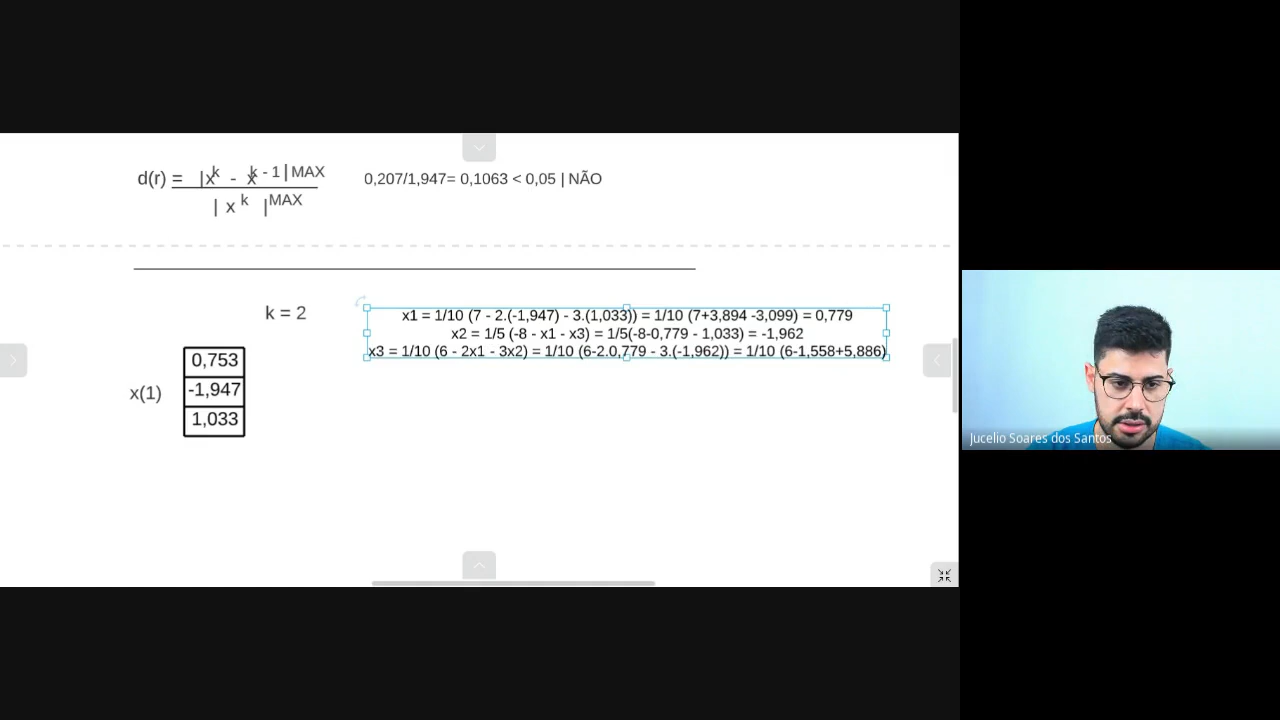 d(r) = |x^k - x^k - 1|MAX
| x^k |MAX
0,207/1,947= 0,1063 < 0,05 | NÃO
k = 2
x1 = 1/10 (7 - 2.(-1,947) - 3.(1,033)) = 1/10 (7+3,894 -3,099) = 0,779
x2 = 1/5 (-8 - x1 - x3) = 1/5(-8-0,779 - 1,033) = -1,962
x3 = 1/10 (6 - 2x1 - 3x2) = 1/10 (6-2.0,779 - 3.(-1,962)) = 1/10 (6-1,558+5,886)
x(1)
0,753
-1,947
1,033
Jucelio Soares dos Santos